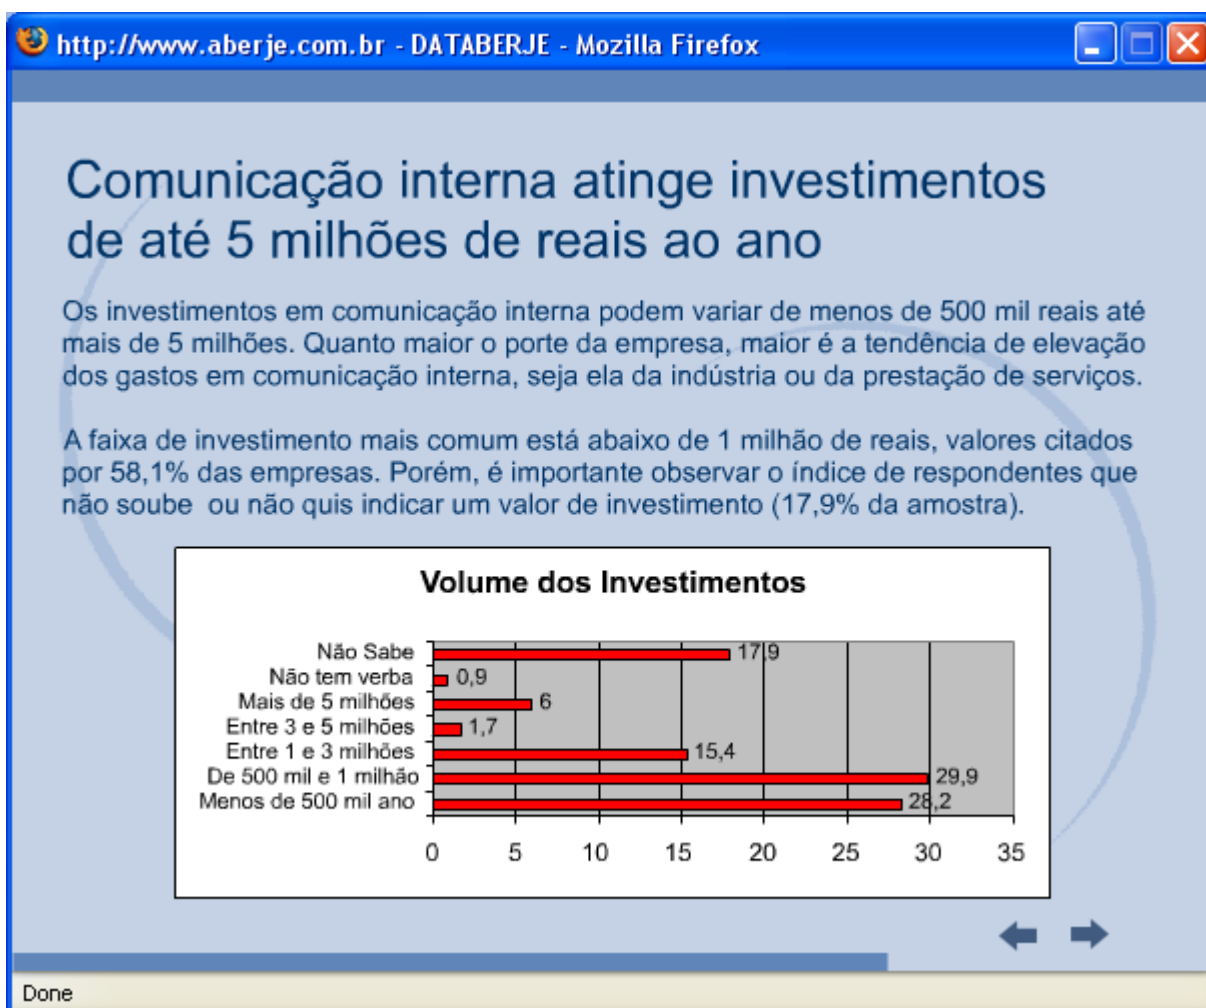 http://www.aberje.com.br - DATABERJE - Mozilla Firefox
Comunicação interna atinge investimentos
de até 5 milhões de reais ao ano
Os investimentos em comunicação interna podem variar de menos de 500 mil reais até
mais de 5 milhões. Quanto maior o porte da empresa, maior é a tendência de elevação
dos gastos em comunicação interna, seja ela da indústria ou da prestação de serviços.
A faixa de investimento mais comum está abaixo de 1 milhão de reais, valores citados
por 58,1% das empresas. Porém, é importante observar o índice de respondentes que
não soube ou não quis indicar um valor de investimento (17,9% da amostra).
Volume dos Investimentos
Não Sabe 17,9
Não tem verba 0,9
Mais de 5 milhões 6
Entre 3 e 5 milhões 1,7
Entre 1 e 3 milhões 15,4
De 500 mil e 1 milhão 29,9
Menos de 500 mil ano 28,2
0 5 10 15 20 25 30 35
Done